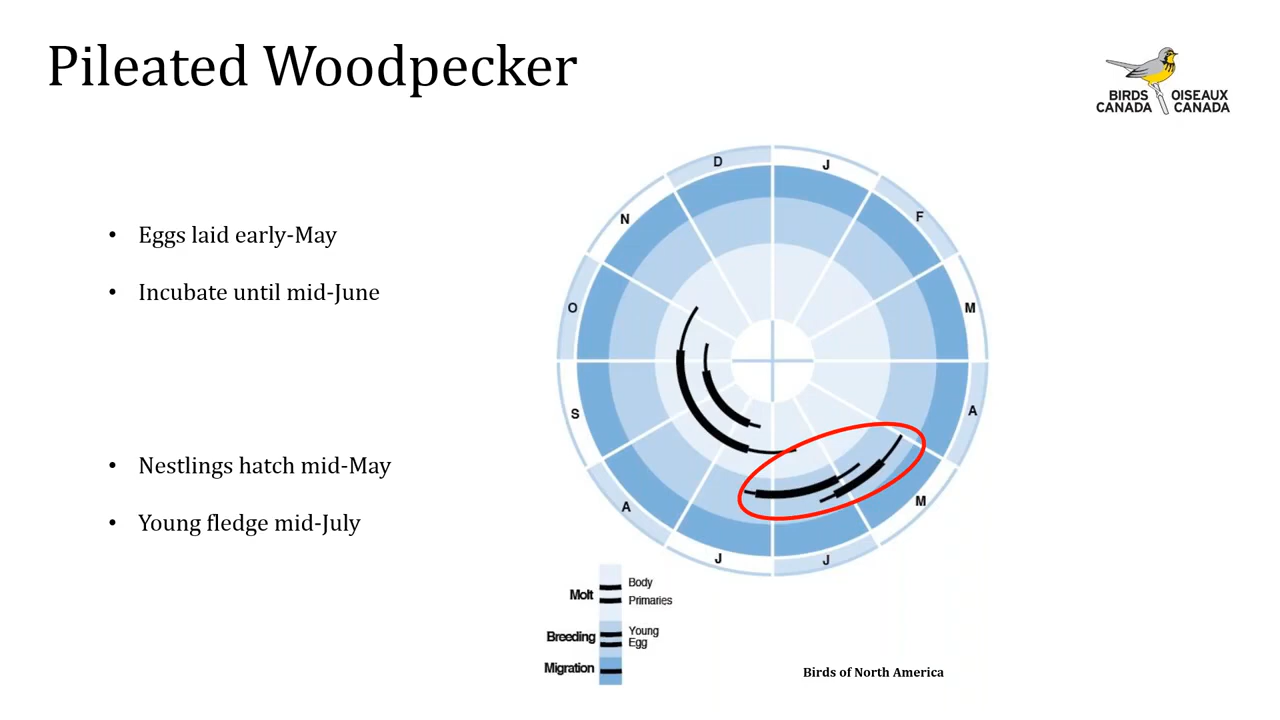 Pileated Woodpecker
BIRDS OISEAUX
CANADA CANADA
• Eggs laid early-May
• Incubate until mid-June
• Nestlings hatch mid-May
• Young fledge mid-July
D
J
N
F
O
M
S
A
A
M
J
J
Molt
Body
Primaries
Breeding
Young
Egg
Migration
Birds of North America